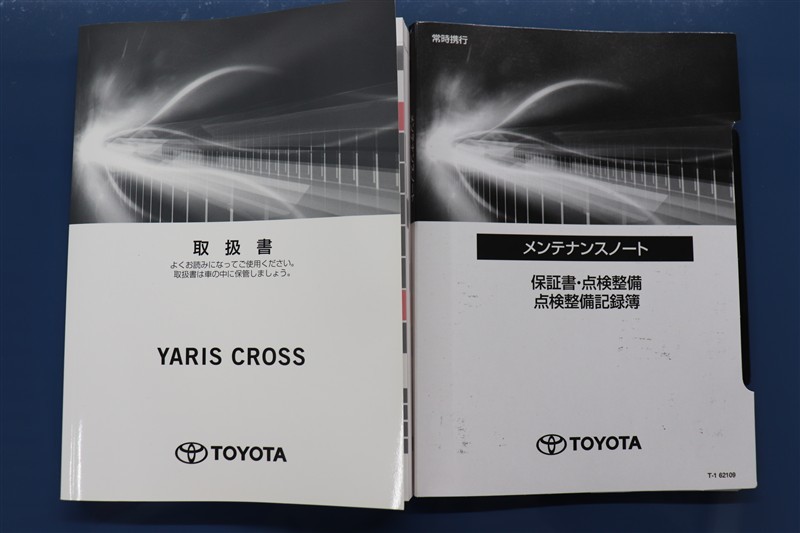 取扱書
よくお読みになってご使用ください。
取扱書は車の中に保管しましょう。
YARIS CROSS
TOYOTA
常時携行
メンテナンスノート
保証書・点検整備
点検整備記録簿
TOYOTA
T-1 62109